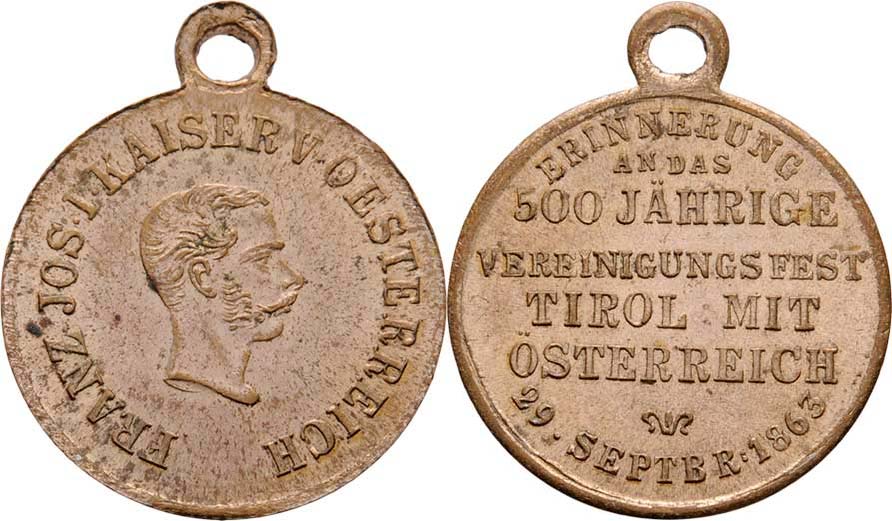 FRANZ·JOS·I·KAISER V·OESTERREICH
ERINNERUNG
AN DAS
500 JÄHRIGE
VEREINIGUNGSFEST
TIROL MIT
ÖSTERREICH
29. SEPTBR: 1863